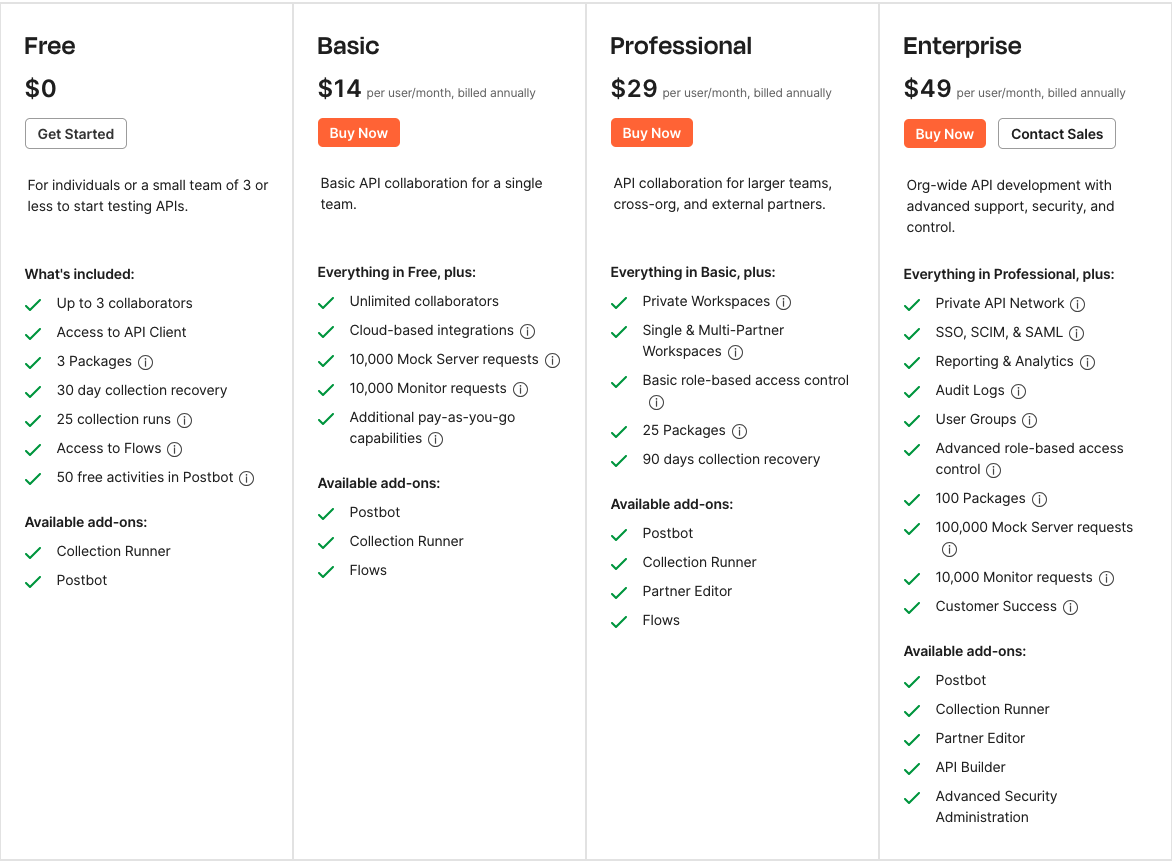 Free
$0
Get Started
For individuals or a small team of 3 or
less to start testing APIs.
What's included:
Up to 3 collaborators
Access to API Client
3 Packages
30 day collection recovery
25 collection runs
Access to Flows
50 free activities in Postbot
Available add-ons:
Collection Runner
Postbot
Basic
$14 per user/month, billed annually
Buy Now
Basic API collaboration for a single
team.
Everything in Free, plus:
Unlimited collaborators
Cloud-based integrations
10,000 Mock Server requests
10,000 Monitor requests
Additional pay-as-you-go
capabilities
Available add-ons:
Postbot
Collection Runner
Flows
Professional
$29 per user/month, billed annually
Buy Now
API collaboration for larger teams,
cross-org, and external partners.
Everything in Basic, plus:
Private Workspaces
Single & Multi-Partner
Workspaces
Basic role-based access control
25 Packages
90 days collection recovery
Available add-ons:
Postbot
Collection Runner
Partner Editor
Flows
Enterprise
$49 per user/month, billed annually
Buy Now
Contact Sales
Org-wide API development with
advanced support, security, and
control.
Everything in Professional, plus:
Private API Network
SSO, SCIM, & SAML
Reporting & Analytics
Audit Logs
User Groups
Advanced role-based access
control
100 Packages
100,000 Mock Server requests
10,000 Monitor requests
Customer Success
Available add-ons:
Postbot
Collection Runner
Partner Editor
API Builder
Advanced Security
Administration